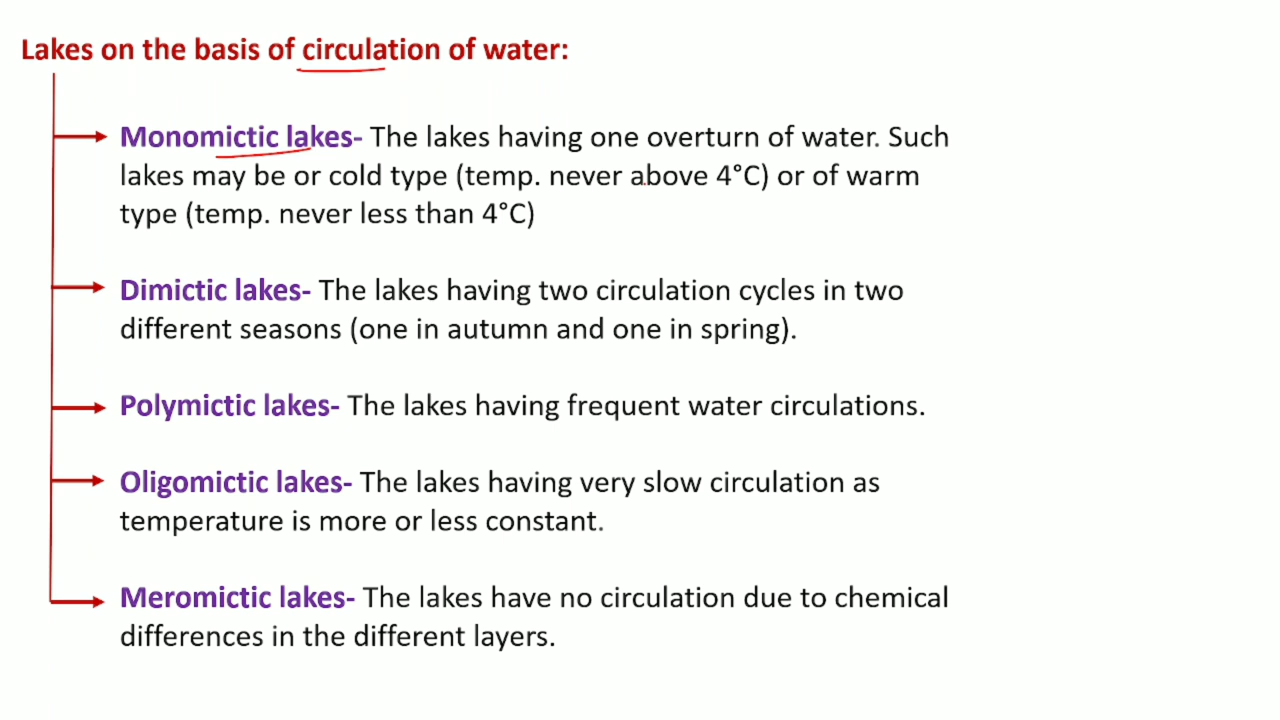 Lakes on the basis of circulation of water:
Monomictic lakes- The lakes having one overturn of water. Such
lakes may be or cold type (temp. never above 4°C) or of warm
type (temp. never less than 4°C)
Dimictic lakes- The lakes having two circulation cycles in two
different seasons (one in autumn and one in spring).
Polymictic lakes- The lakes having frequent water circulations.
Oligomictic lakes- The lakes having very slow circulation as
temperature is more or less constant.
Meromictic lakes- The lakes have no circulation due to chemical
differences in the different layers.